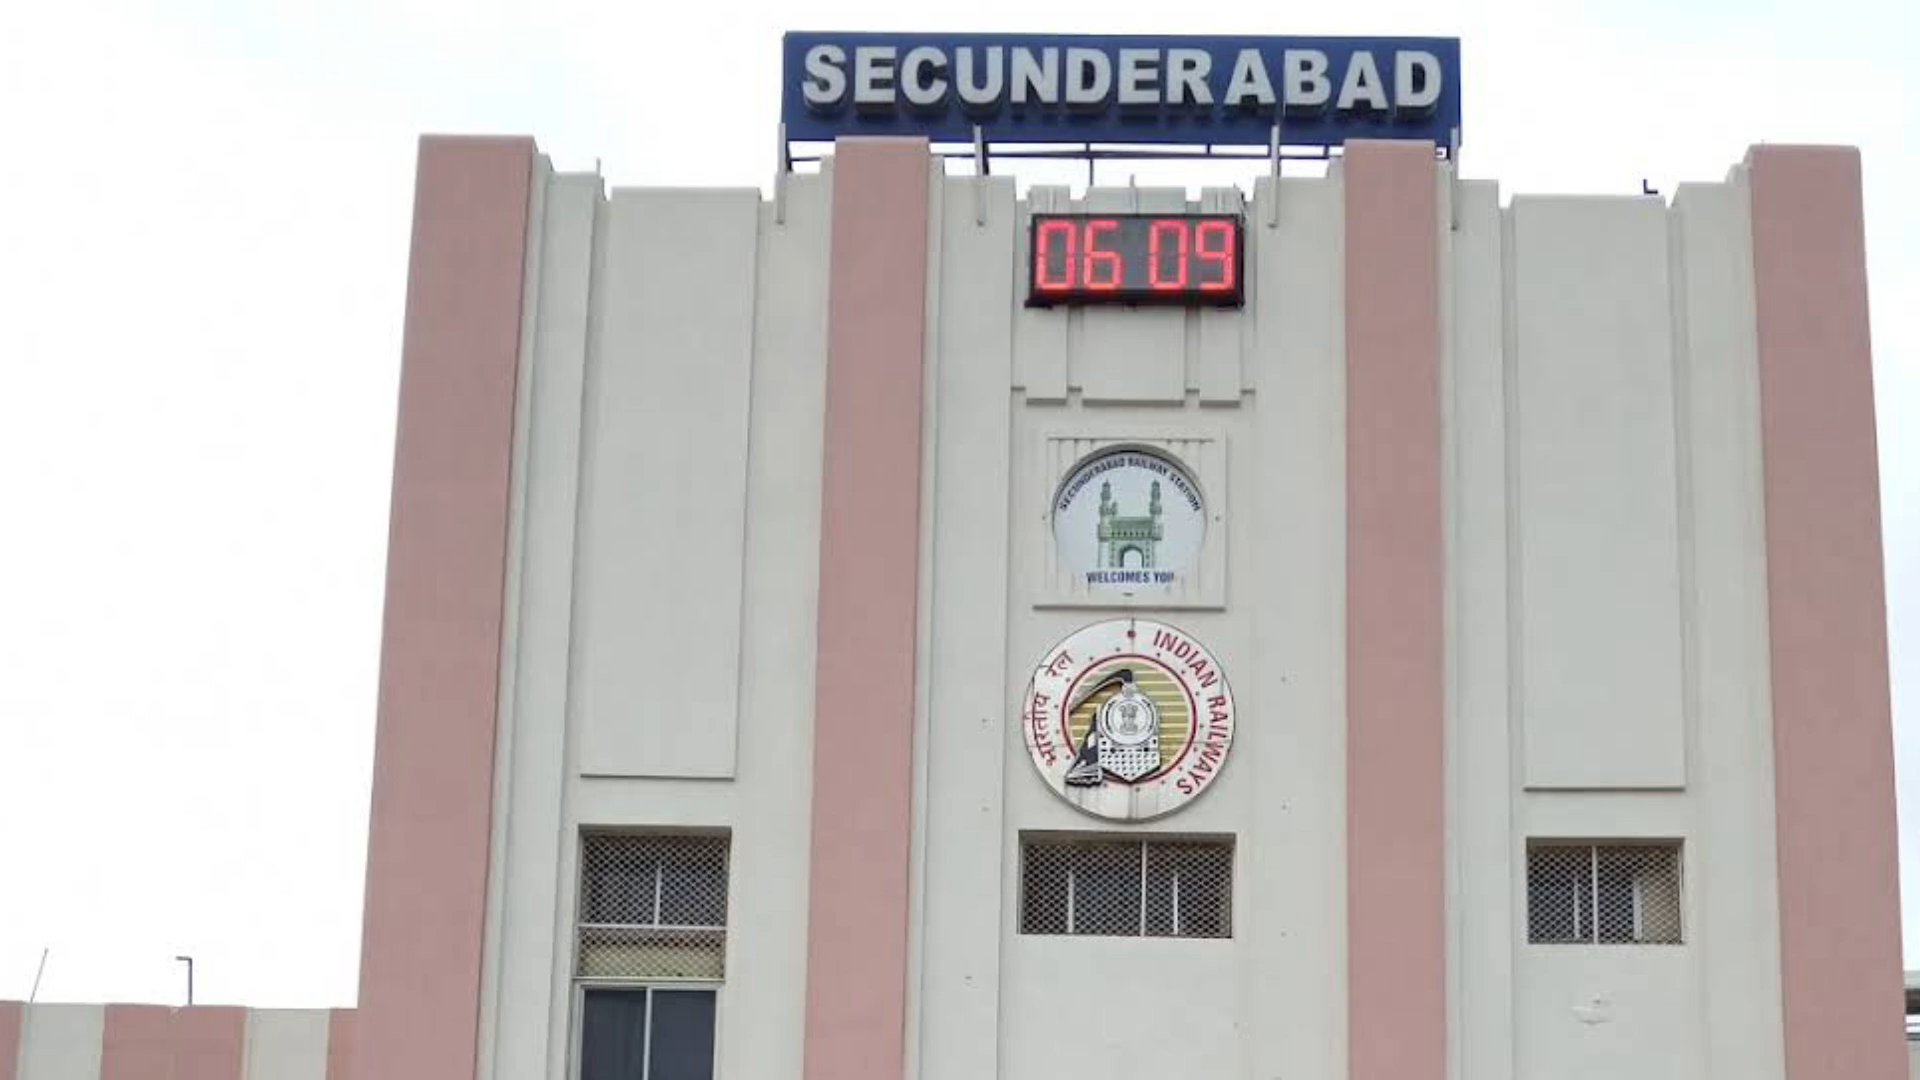 SECUNDERABAD
06 09
SECUNDERABAD RAILWAY STATION
WELCOMES YOU
भारतीय रेल
INDIAN RAILWAYS